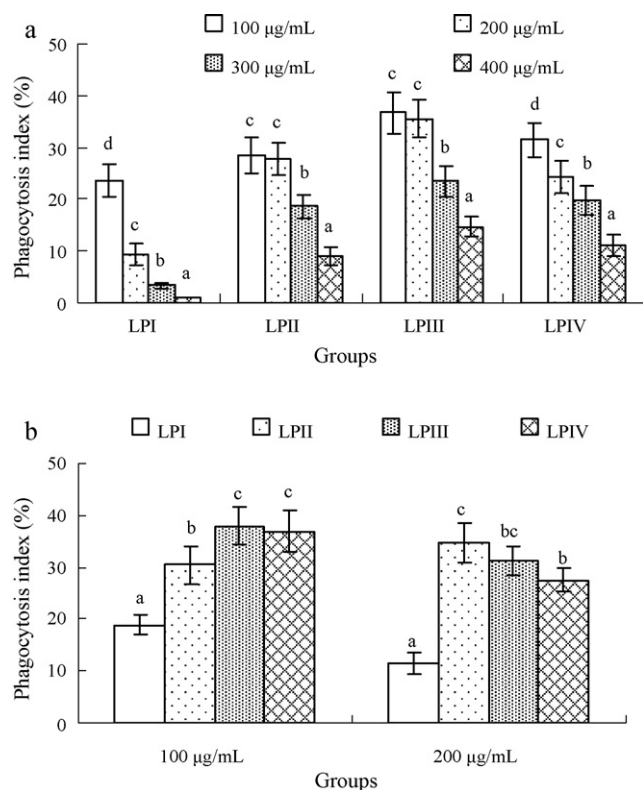 a
100 μg/mL 200 μg/mL
300 μg/mL 400 μg/mL
Phagocytosis index (%)
50
40
30
20
10
0
d c b a
c c b a
c c b a
d c b a
LPI LPII LPIII LPIV
Groups
b
LPI LPII LPIII LPIV
Phagocytosis index (%)
50
40
30
20
10
0
a b c c
a c bc b
100 μg/mL 200 μg/mL
Groups